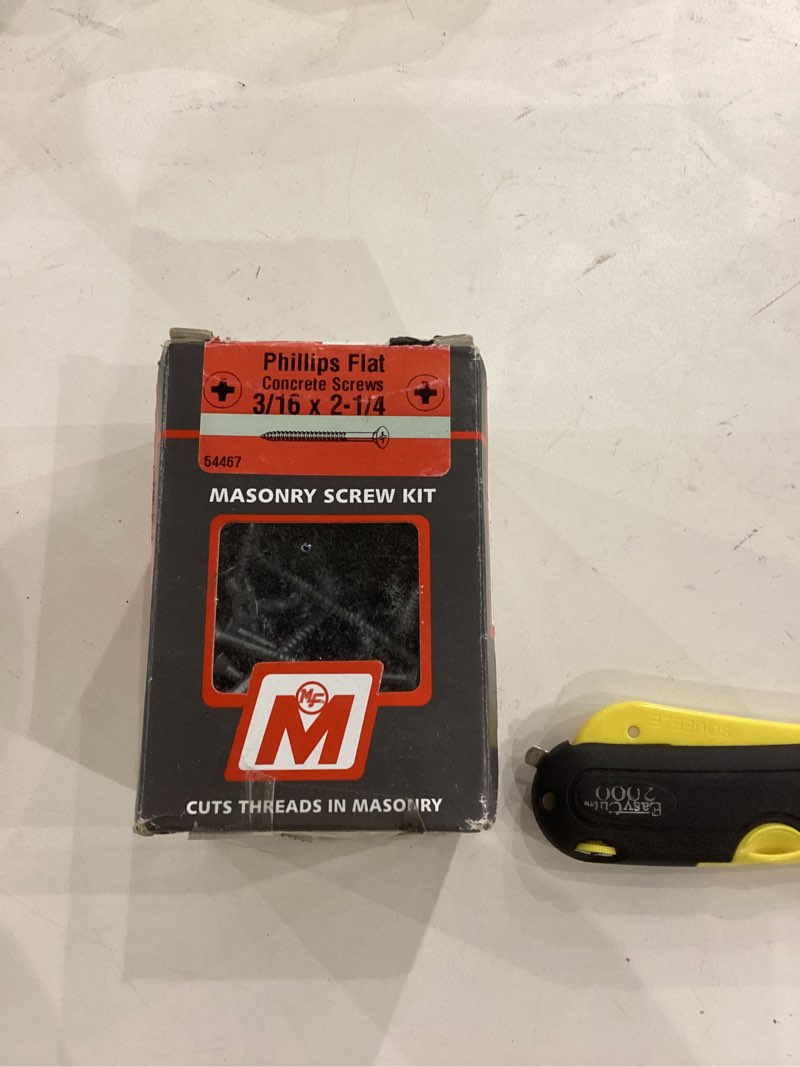 Phillips Flat
Concrete Screws
3/16 x 2-1/4
54467
MASONRY SCREW KIT
MF
M
CUTS THREADS IN MASONRY
SQUEEZE
EasyCut™
2000